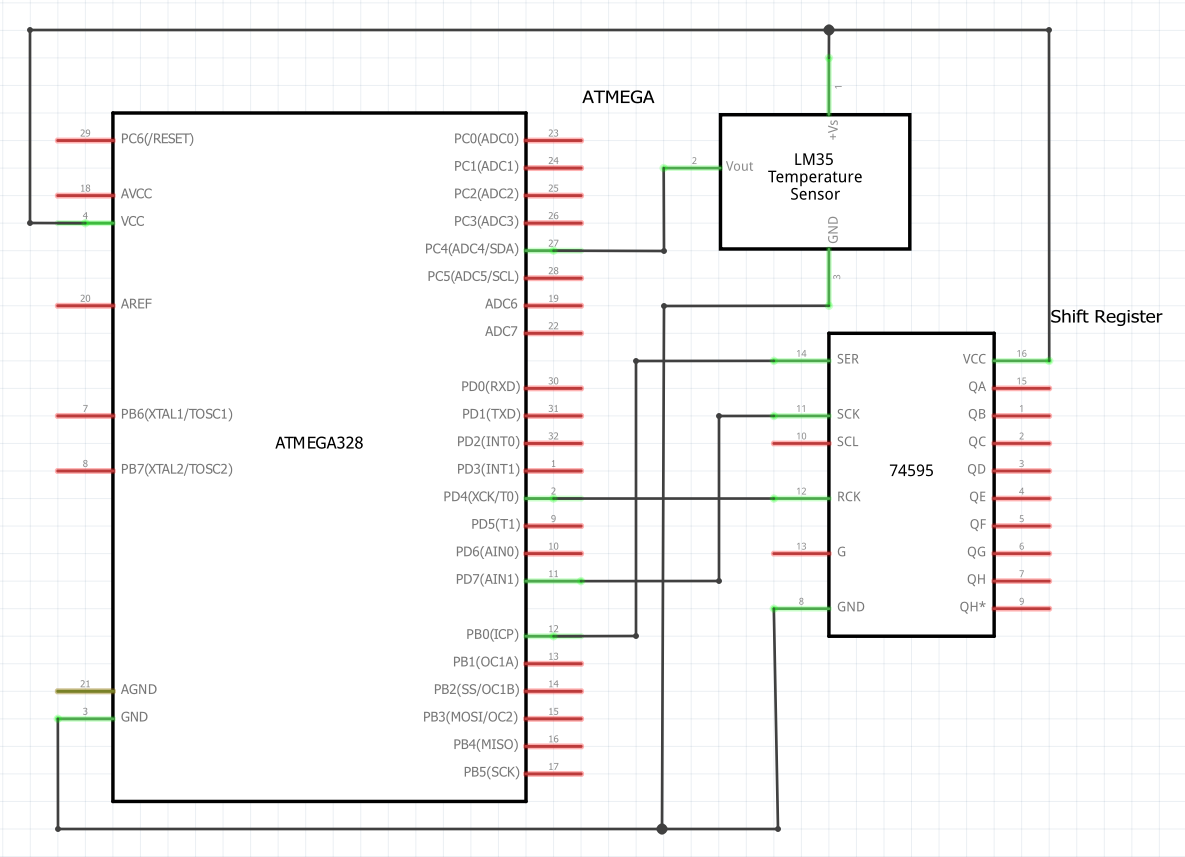 ATMEGA
29 PC6(/RESET)
18 AVCC
4 VCC
20 AREF
7 PB6(XTAL1/TOSC1)
8 PB7(XTAL2/TOSC2)
21 AGND
3 GND
ATMEGA328
PC0(ADC0) 23
PC1(ADC1) 24
PC2(ADC2) 25
PC3(ADC3) 26
PC4(ADC4/SDA) 27
PC5(ADC5/SCL) 28
ADC6 19
ADC7 22
PD0(RXD) 30
PD1(TXD) 31
PD2(INT0) 32
PD3(INT1) 1
PD4(XCK/T0) 2
PD5(T1) 9
PD6(AIN0) 10
PD7(AIN1) 11
PB0(ICP) 12
PB1(OC1A) 13
PB2(SS/OC1B) 14
PB3(MOSI/OC2) 15
PB4(MISO) 16
PB5(SCK) 17
1
+Vs
2 Vout
LM35
Temperature
Sensor
GND
3
Shift Register
14 SER
11 SCK
10 SCL
12 RCK
13 G
8 GND
74595
VCC 16
QA 15
QB 1
QC 2
QD 3
QE 4
QF 5
QG 6
QH 7
QH* 9